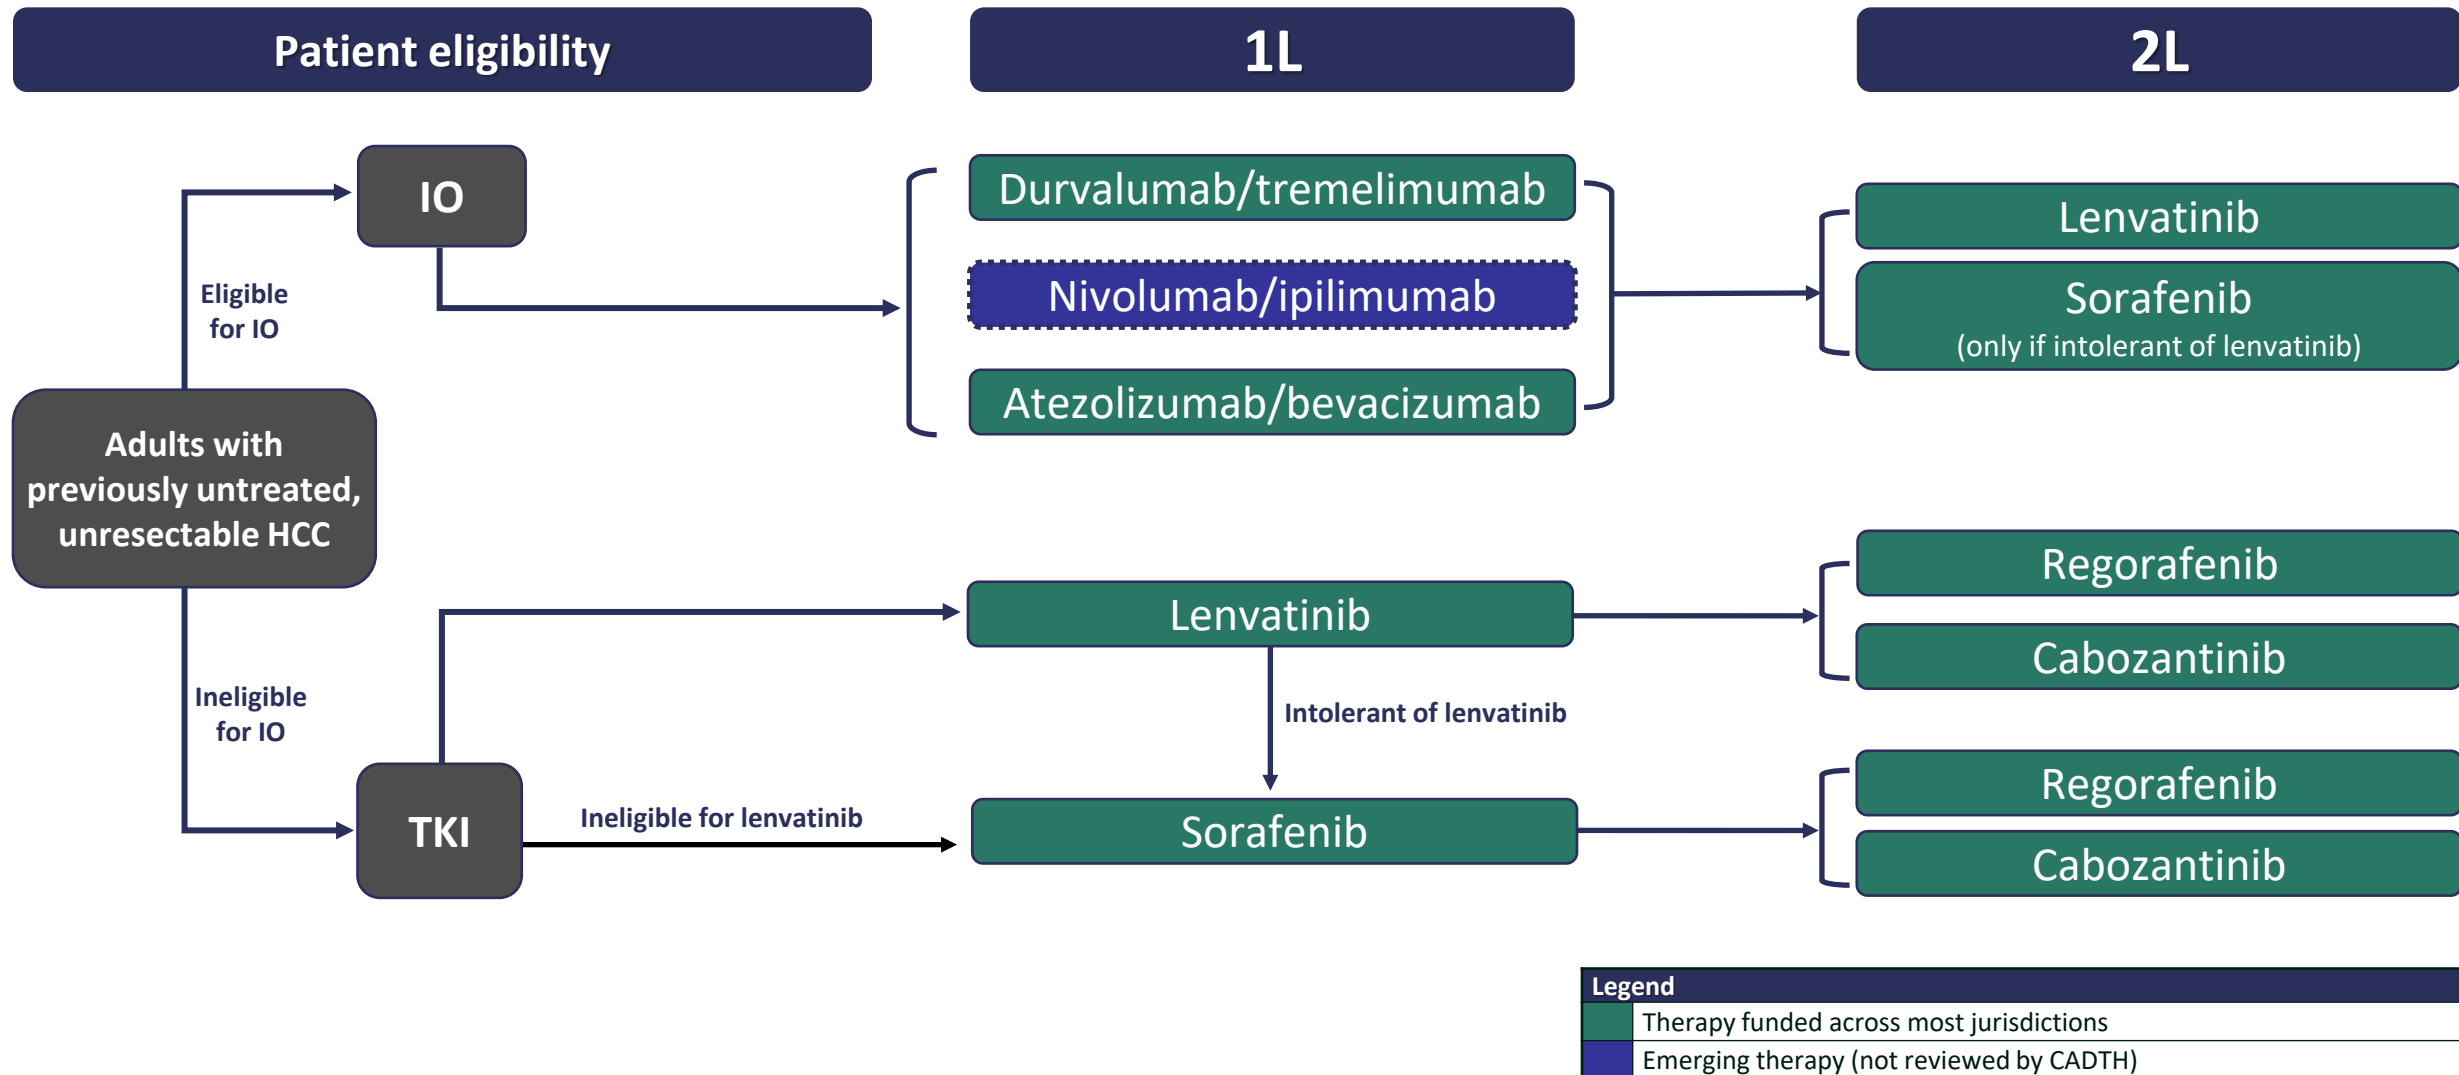 Patient eligibility
1L
2L
IO
Eligible
for IO
Adults with
previously untreated,
unresectable HCC
Ineligible
for IO
TKI
Ineligible for lenvatinib
Durvalumab/tremelimumab
Nivolumab/ipilimumab
Atezolizumab/bevacizumab
Lenvatinib
Intolerant of lenvatinib
Sorafenib
Lenvatinib
Sorafenib
(only if intolerant of lenvatinib)
Regorafenib
Cabozantinib
Regorafenib
Cabozantinib
Legend
Therapy funded across most jurisdictions
Emerging therapy (not reviewed by CADTH)